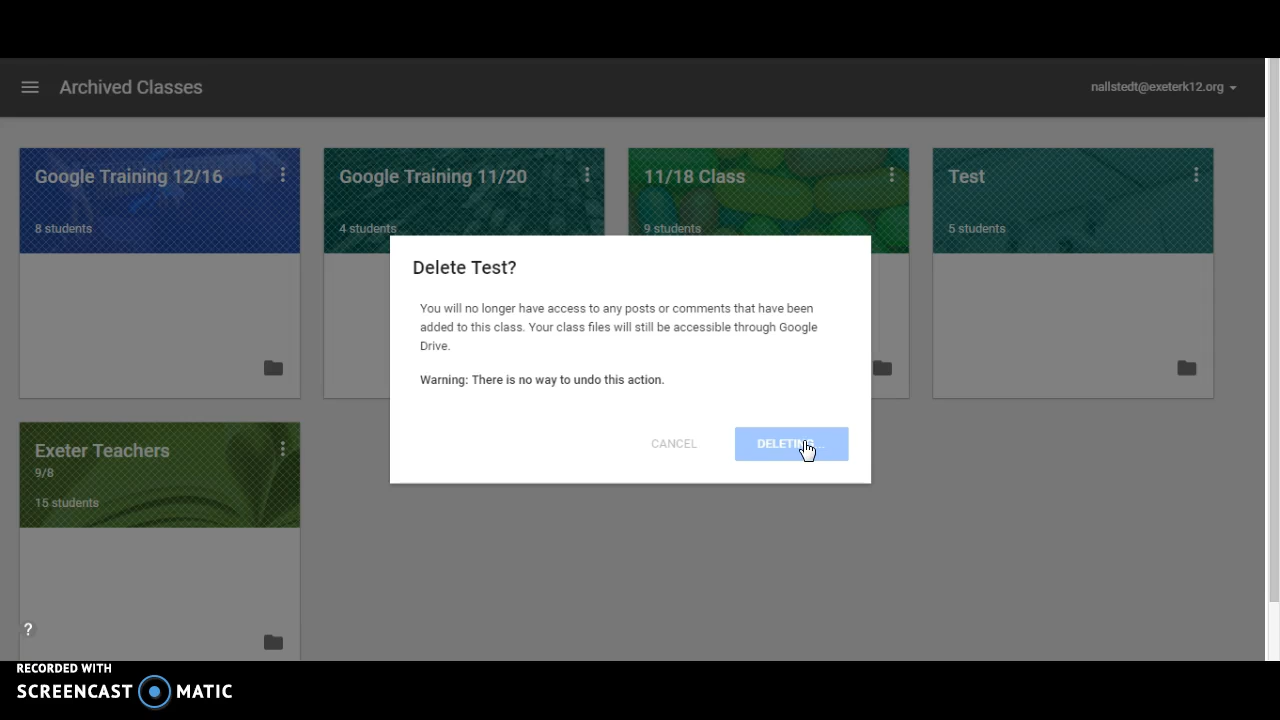 Archived Classes
nallstedt@exeterk12.org
Google Training 12/16
8 students
Google Training 11/20
4 students
11/18 Class
9 students
Test
5 students
Delete Test?
You will no longer have access to any posts or comments that have been
added to this class. Your class files will still be accessible through Google
Drive.
Warning: There is no way to undo this action.
CANCEL
Exeter Teachers
9/8
15 students
?
RECORDED WITH
SCREENCAST MATIC